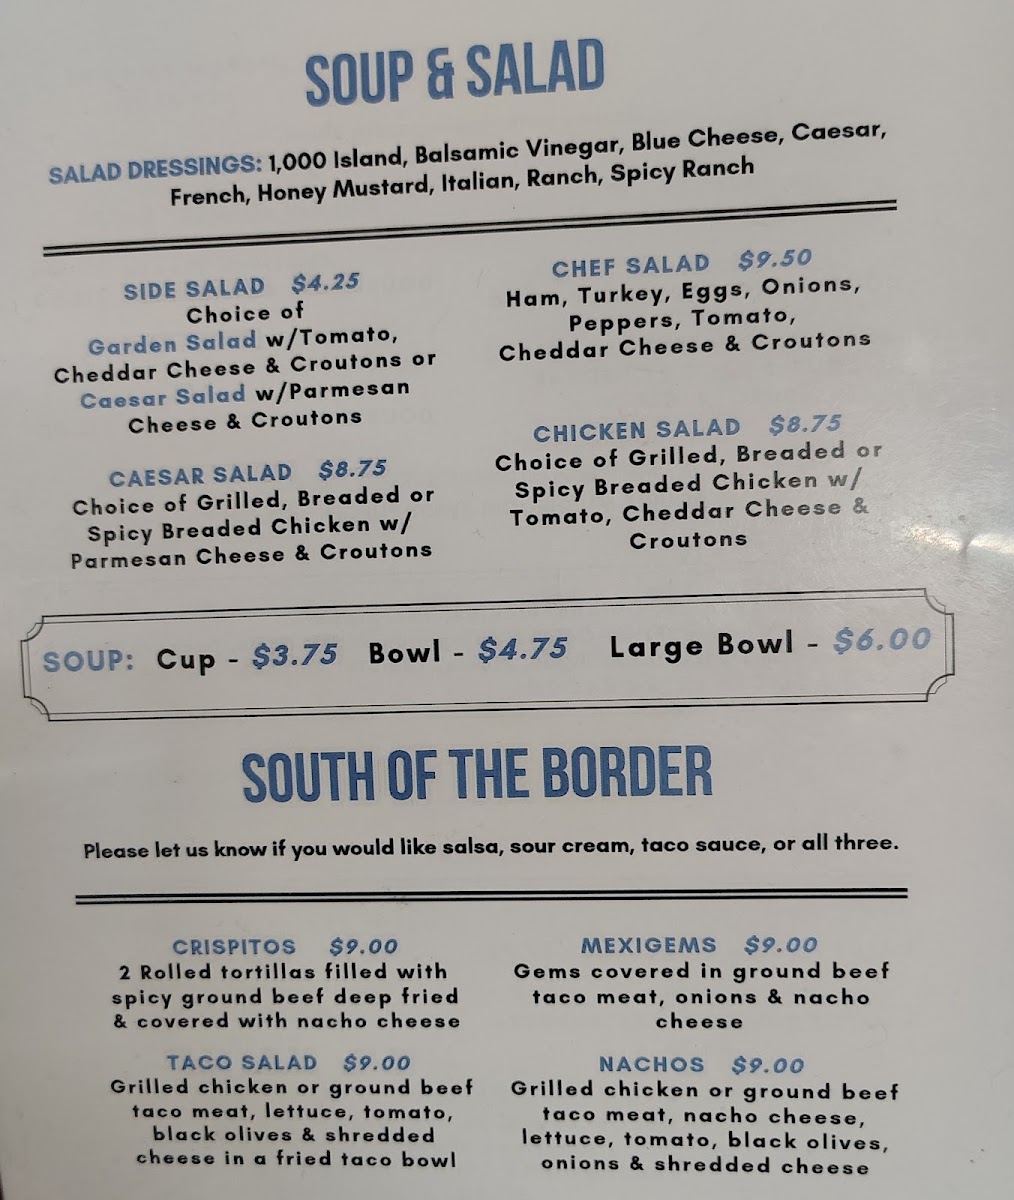 SOUP & SALAD
SALAD DRESSINGS: 1,000 Island, Balsamic Vinegar, Blue Cheese, Caesar,
French, Honey Mustard, Italian, Ranch, Spicy Ranch
SIDE SALAD $4.25
Choice of
Garden Salad w/Tomato,
Cheddar Cheese & Croutons or
Caesar Salad w/Parmesan
Cheese & Croutons
CAESAR SALAD $8.75
Choice of Grilled, Breaded or
Spicy Breaded Chicken w/
Parmesan Cheese & Croutons
CHEF SALAD $9.50
Ham, Turkey, Eggs, Onions,
Peppers, Tomato,
Cheddar Cheese & Croutons
CHICKEN SALAD $8.75
Choice of Grilled, Breaded or
Spicy Breaded Chicken w/
Tomato, Cheddar Cheese &
Croutons
SOUP: Cup - $3.75 Bowl - $4.75 Large Bowl - $6.00
SOUTH OF THE BORDER
Please let us know if you would like salsa, sour cream, taco sauce, or all three.
CRISPITOS $9.00
2 Rolled tortillas filled with
spicy ground beef deep fried
& covered with nacho cheese
TACO SALAD $9.00
Grilled chicken or ground beef
taco meat, lettuce, tomato,
black olives & shredded
cheese in a fried taco bowl
MEXIGEMS $9.00
Gems covered in ground beef
taco meat, onions & nacho
cheese
NACHOS $9.00
Grilled chicken or ground beef
taco meat, nacho cheese,
lettuce, tomato, black olives,
onions & shredded cheese